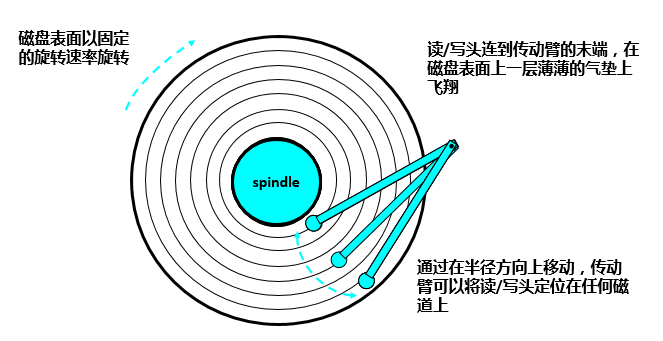 磁盘表面以固定
的旋转速率旋转
读/写头连到传动臂的末端，在
磁盘表面上一层薄薄的气垫上
飞翔
spindle
通过在半径方向上移动，传动
臂可以将读/写头定位在任何磁
道上